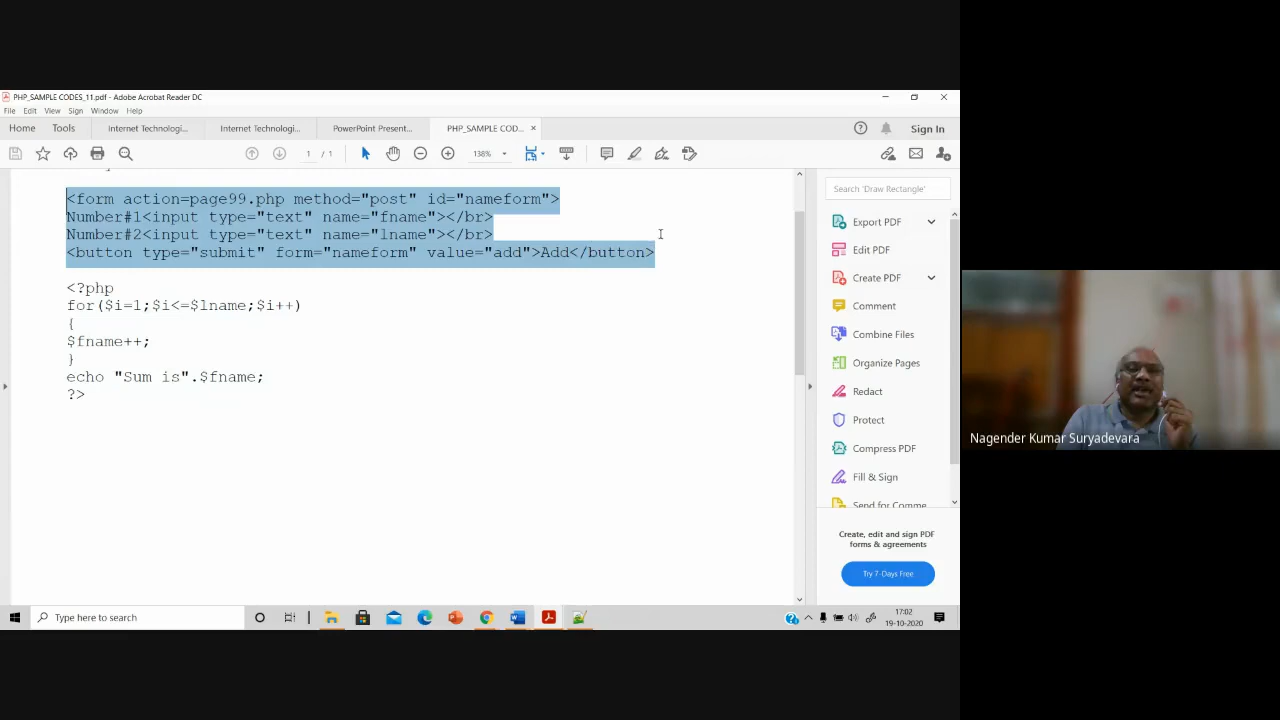 PHP_SAMPLE CODES_11.pdf - Adobe Acrobat Reader DC
File Edit View Sign Window Help
Home Tools Internet Technologi... Internet Technologi... PowerPoint Present... PHP_SAMPLE COD... × Sign In
1 / 1 138%
<form action=page99.php method="post" id="nameform">
Number#1<input type="text" name="fname"></br>
Number#2<input type="text" name="lname"></br>
<button type="submit" form="nameform" value="add">Add</button>
<?php
for($i=1;$i<=$lname;$i++)
{
$fname++;
}
echo "Sum is".$fname;
?>
Search 'Draw Rectangle'
Export PDF
Edit PDF
Create PDF
Comment
Combine Files
Organize Pages
Redact
Protect
Compress PDF
Fill & Sign
Send for Comme
Create, edit and sign PDF
forms & agreements
Try 7-Days Free
Nagender Kumar Suryadevara
Type here to search
17:02
19-10-2020